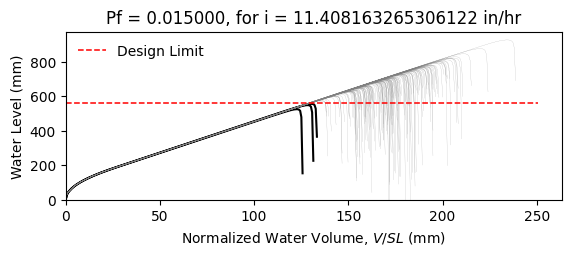 Pf = 0.015000, for i = 11.408163265306122 in/hr
Design Limit
Water Level (mm)
800
600
400
200
0
0 50 100 150 200 250
Normalized Water Volume, V/SL (mm)